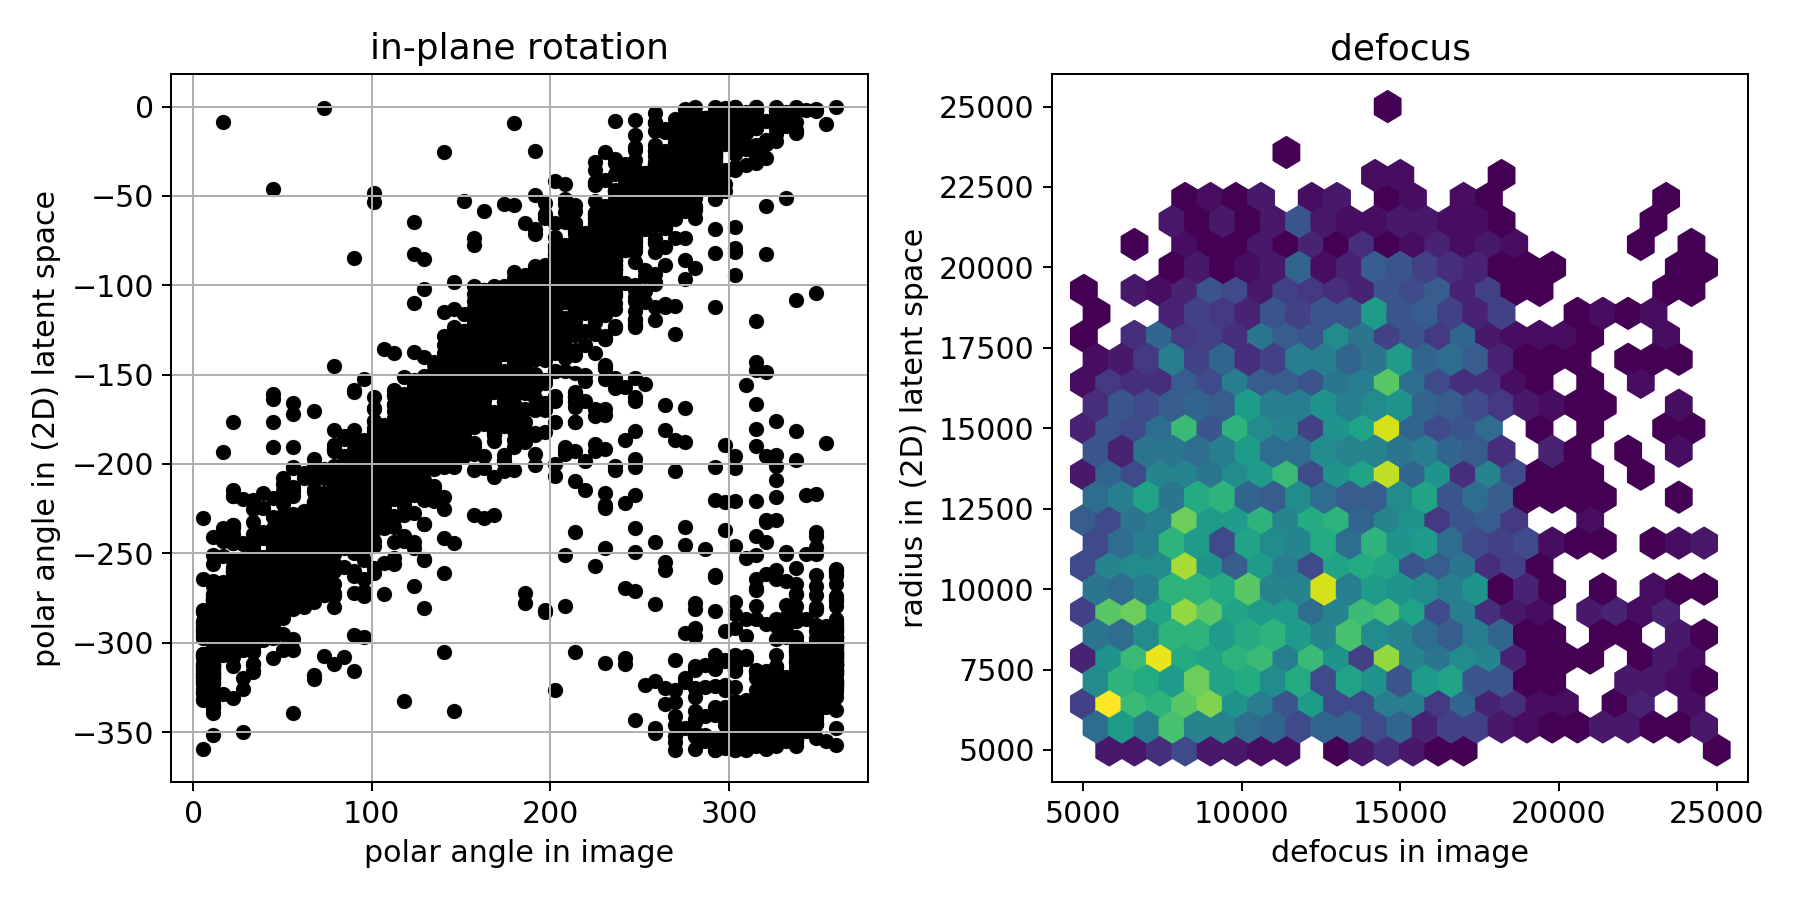 in-plane rotation
polar angle in (2D) latent space
0
−50
−100
−150
−200
−250
−300
−350
0 100 200 300
polar angle in image
defocus
radius in (2D) latent space
25000
22500
20000
17500
15000
12500
10000
7500
5000
5000 10000 15000 20000 25000
defocus in image